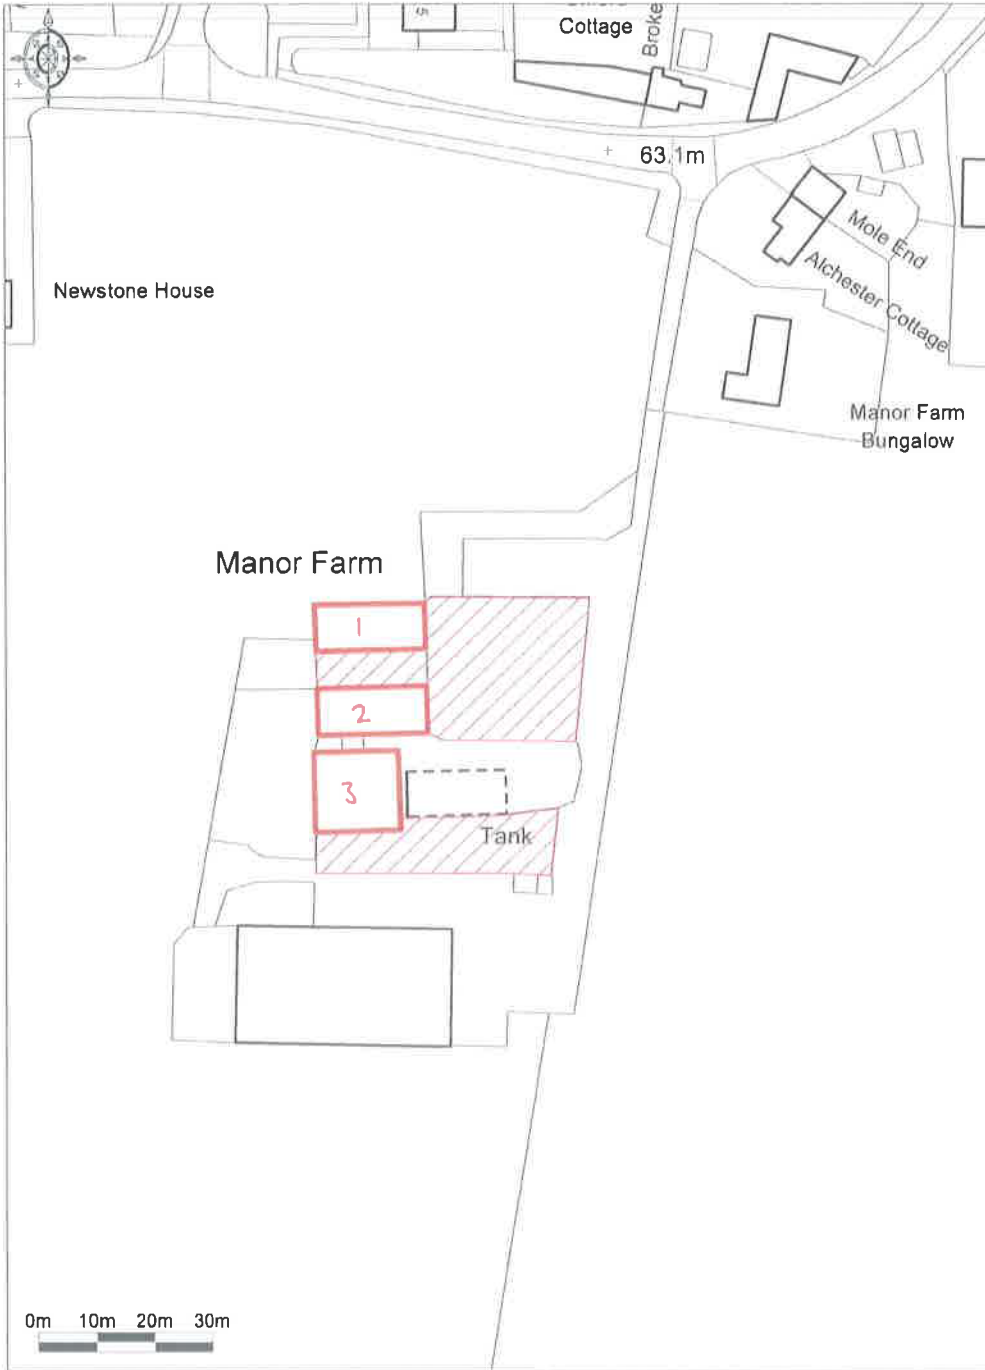 5
Cottage
Broke
63.1m
Mole End
Alchester Cottage
Newstone House
Manor Farm
Bungalow
Manor Farm
1
2
3
Tank
0m 10m 20m 30m